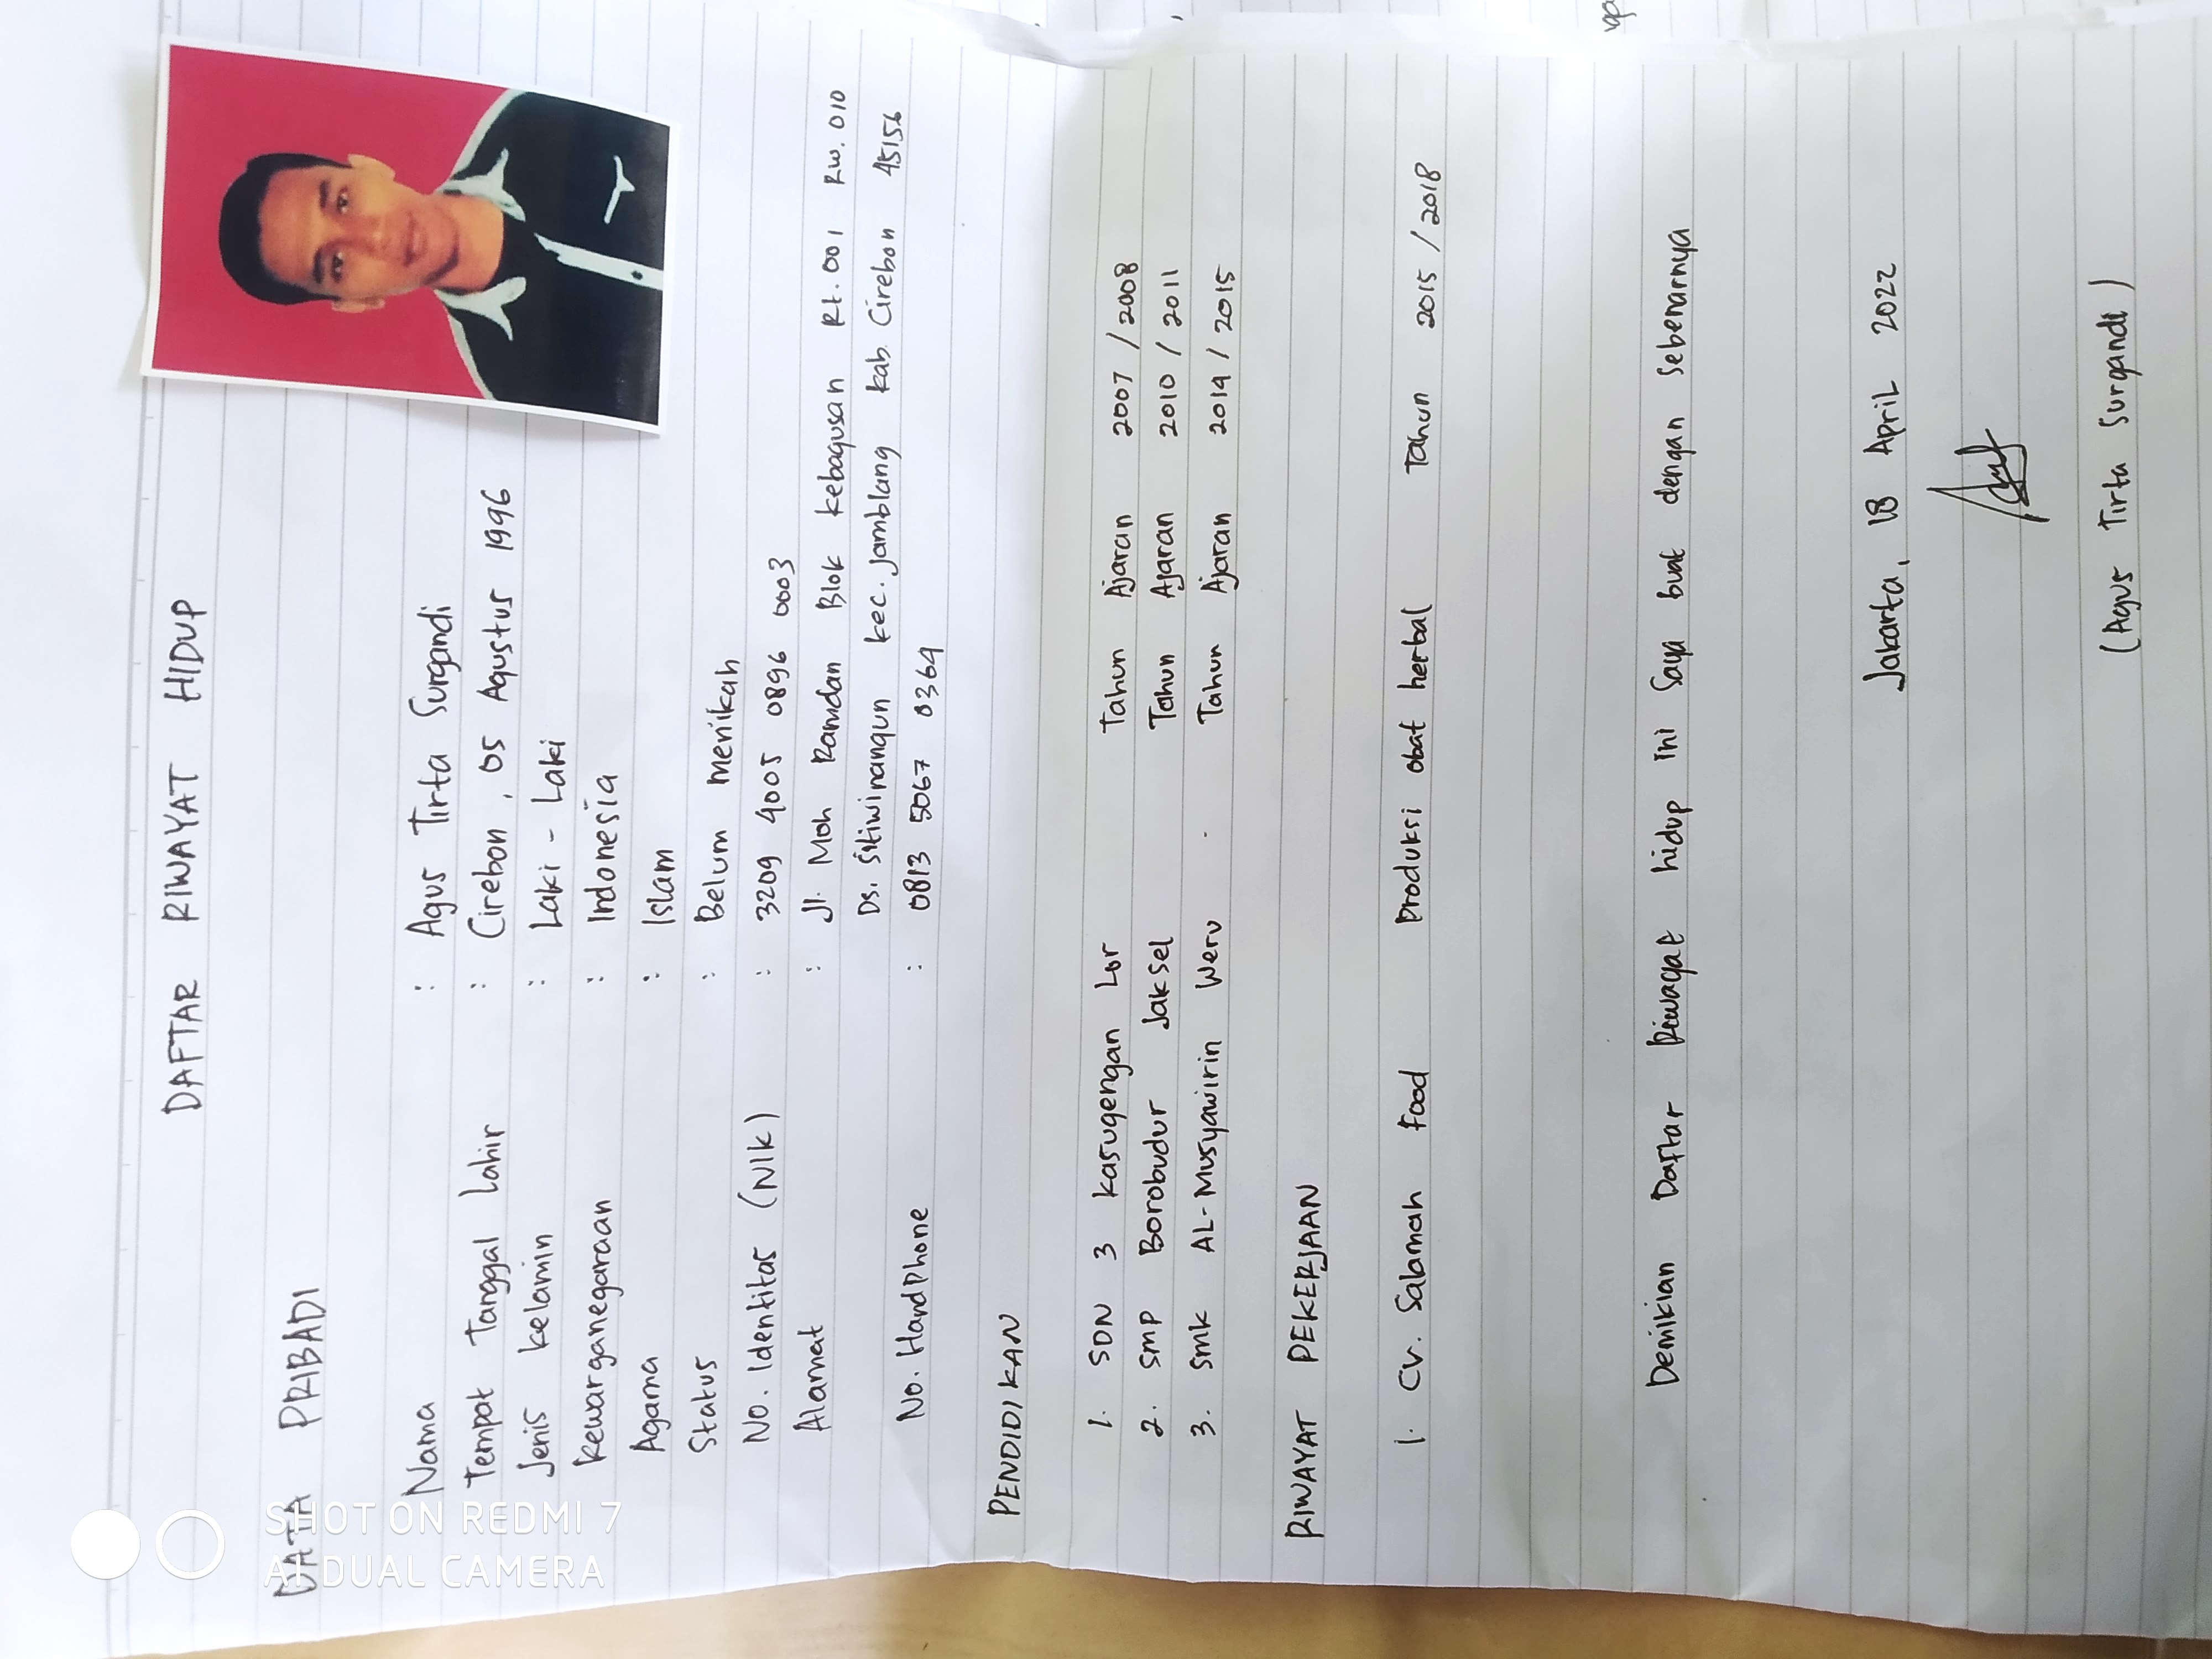 DAFTAR RIWAYAT HIDUP
DATA PRIBADI
Nama : Agus Tirta Surgandi
Tempat Tanggal Lahir : Cirebon, 05 Agustus 1996
Jenis kelamin : Laki - Laki
kewarganegaraan : Indonesia
Agama : Islam
Status : Belum menikah
No. Identitas (NIK) : 3209 4005 0896 0003
Alamat : Jl. Moh Ramdan Blok kebagusan Rt. 001 Rw. 010
Ds. Sitiwinangun kec. Jamblang kab. Cirebon 45156
No. HandPhone : 0813 5067 0364
PENDIDIKAN
1. SDN 3 kasugengan Lor Tahun Ajaran 2007 / 2008
2. SMP Borobudur Jaksel Tahun Ajaran 2010 / 2011
3. SMK AL-Musyawirin Weru Tahun Ajaran 2014 / 2015
RIWAYAT PEKERJAAN
1. CV. Salamah Food Produksi obat herbal Tahun 2015 / 2018
Demikian Daftar Riwayat hidup ini Saya buat dengan sebenarnya
Jakarta, 18 April 2022
(Agus Tirta Surgandi)
SHOT ON REDMI 7
AI DUAL CAMERA